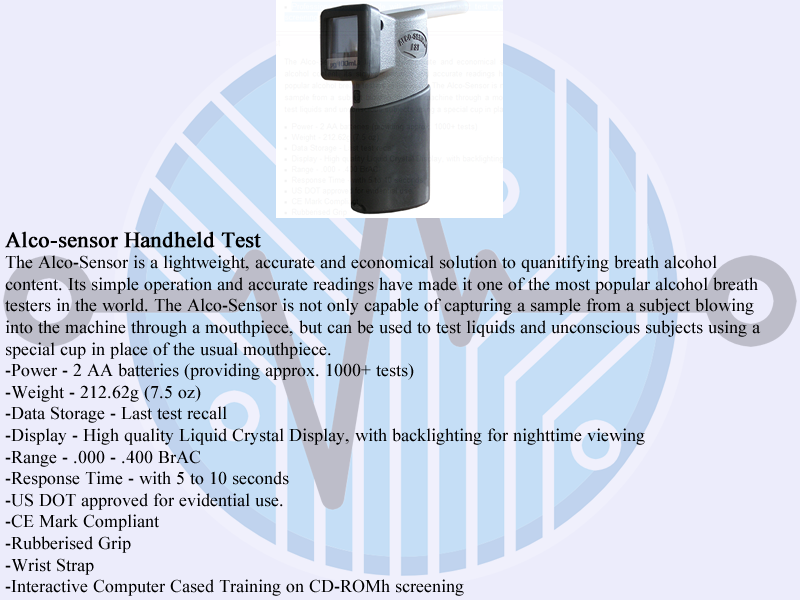 ALCO-SENSOR
Alco-sensor Handheld Test
The Alco-Sensor is a lightweight, accurate and economical solution to quanitifying breath alcohol
content. Its simple operation and accurate readings have made it one of the most popular alcohol breath
testers in the world. The Alco-Sensor is not only capable of capturing a sample from a subject blowing
into the machine through a mouthpiece, but can be used to test liquids and unconscious subjects using a
special cup in place of the usual mouthpiece.
-Power - 2 AA batteries (providing approx. 1000+ tests)
-Weight - 212.62g (7.5 oz)
-Data Storage - Last test recall
-Display - High quality Liquid Crystal Display, with backlighting for nighttime viewing
-Range - .000 - .400 BrAC
-Response Time - with 5 to 10 seconds
-US DOT approved for evidential use.
-CE Mark Compliant
-Rubberised Grip
-Wrist Strap
-Interactive Computer Cased Training on CD-ROMh screening